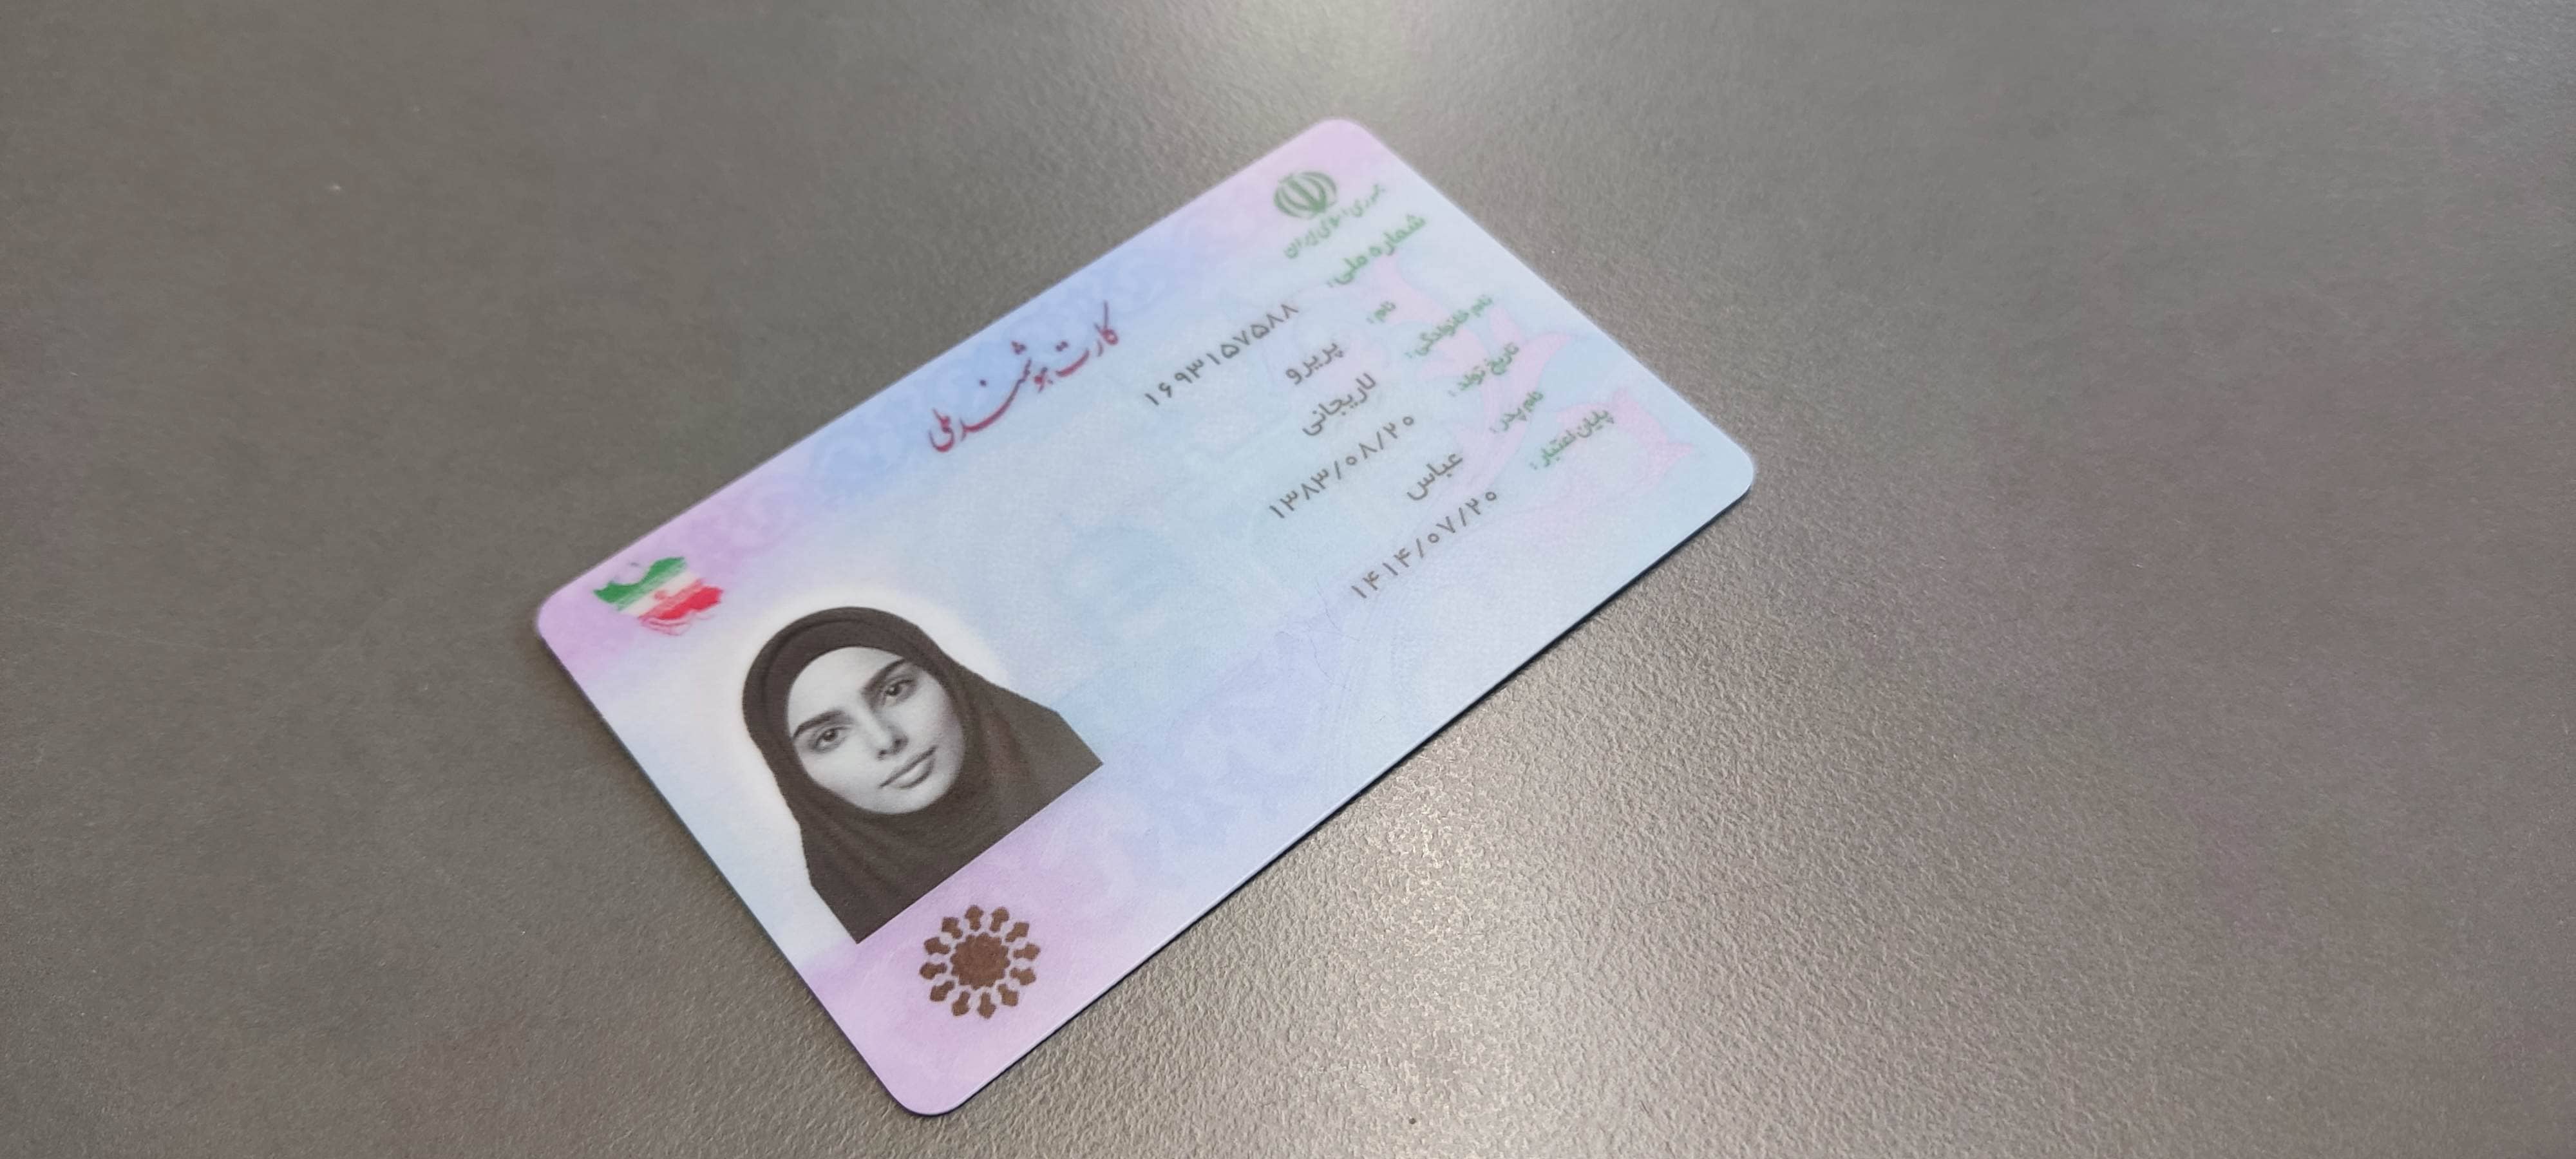 جمهوری اسلامی ایران
کارت هوشمند ملی
شماره ملی: ۱۶۹۳۱۵۷۵۸۸
نام: پریرو
نام خانوادگی: لاریجانی
تاریخ تولد: ۱۳۸۳/۰۸/۲۰
نام پدر: عباس
پایان اعتبار: ۱۴۱۴/۰۷/۲۰